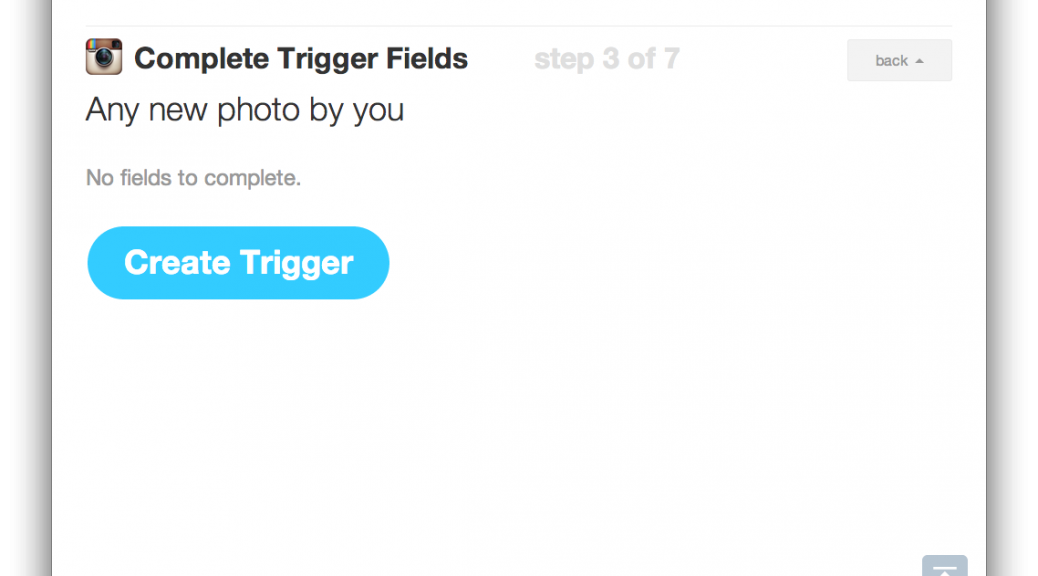 Complete Trigger Fields step 3 of 7 back
Any new photo by you
No fields to complete.
Create Trigger